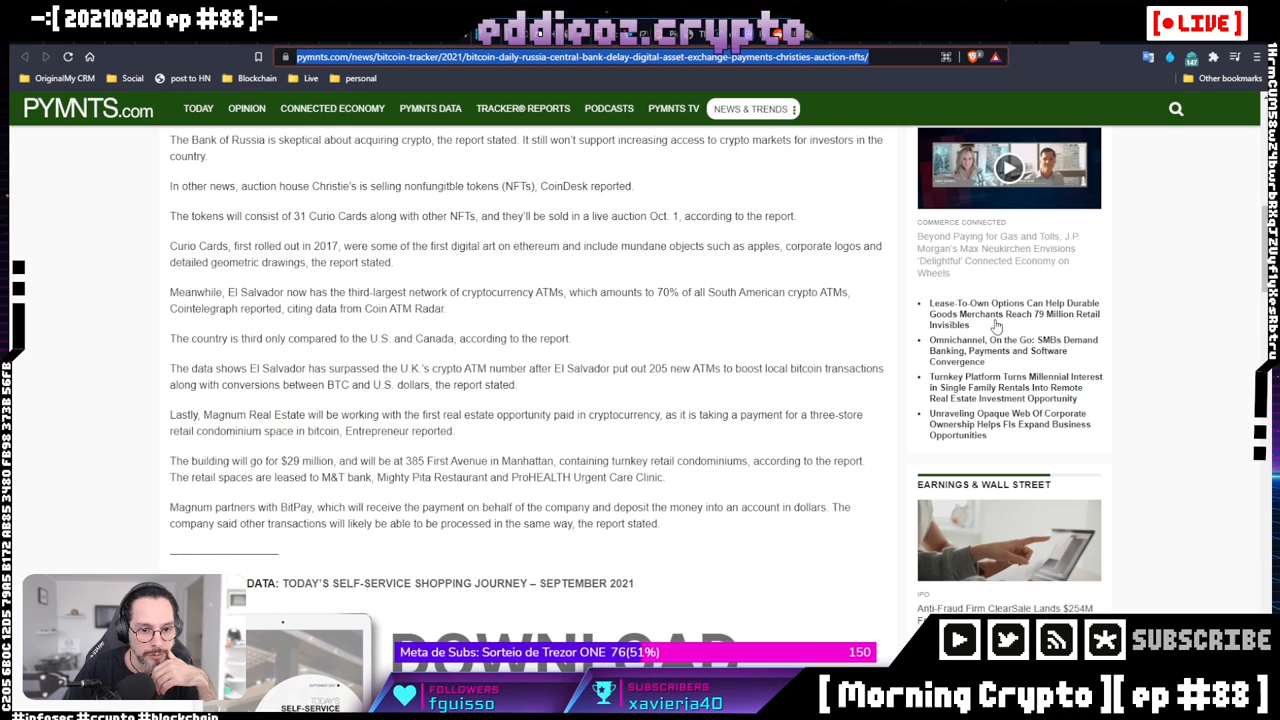 -:[ 20210920 ep #88 ]:-
eddieoz.crypto
[● LIVE ]
pymnts.com/news/bitcoin-tracker/2021/bitcoin-daily-russia-central-bank-delay-digital-asset-exchange-payments-christies-auction-nfts/
147
OriginalMy CRM
Social
post to HN
Blockchain
Live
personal
Other bookmarks
PYMNTS.com
TODAY
OPINION
CONNECTED ECONOMY
PYMNTS DATA
TRACKER® REPORTS
PODCASTS
PYMNTS TV
NEWS & TRENDS
The Bank of Russia is skeptical about acquiring crypto, the report stated. It still won't support increasing access to crypto markets for investors in the
country.
In other news, auction house Christie's is selling nonfungitble tokens (NFTs), CoinDesk reported.
The tokens will consist of 31 Curio Cards along with other NFTs, and they'll be sold in a live auction Oct. 1, according to the report.
Curio Cards, first rolled out in 2017, were some of the first digital art on ethereum and include mundane objects such as apples, corporate logos and
detailed geometric drawings, the report stated.
Meanwhile, El Salvador now has the third-largest network of cryptocurrency ATMs, which amounts to 70% of all South American crypto ATMs,
Cointelegraph reported, citing data from Coin ATM Radar.
The country is third only compared to the U.S. and Canada, according to the report.
The data shows El Salvador has surpassed the U.K.'s crypto ATM number after El Salvador put out 205 new ATMs to boost local bitcoin transactions
along with conversions between BTC and U.S. dollars, the report stated.
Lastly, Magnum Real Estate will be working with the first real estate opportunity paid in cryptocurrency, as it is taking a payment for a three-store
retail condominium space in bitcoin, Entrepreneur reported.
The building will go for $29 million, and will be at 385 First Avenue in Manhattan, containing turnkey retail condominiums, according to the report.
The retail spaces are leased to M&T bank, Mighty Pita Restaurant and ProHEALTH Urgent Care Clinic.
Magnum partners with BitPay, which will receive the payment on behalf of the company and deposit the money into an account in dollars. The
company said other transactions will likely be able to be processed in the same way, the report stated.
DATA: TODAY'S SELF-SERVICE SHOPPING JOURNEY – SEPTEMBER 2021
DOWNLOAD
TODAY'S
SELF-SERVICE
COMMERCE CONNECTED
Beyond Paying for Gas and Tolls, J.P.
Morgan's Max Neukirchen Envisions
'Delightful' Connected Economy on
Wheels
Lease-To-Own Options Can Help Durable
Goods Merchants Reach 79 Million Retail
Invisibles
Omnichannel, On the Go: SMBs Demand
Banking, Payments and Software
Convergence
Turnkey Platform Turns Millennial Interest
in Single Family Rentals Into Remote
Real Estate Investment Opportunity
Unraveling Opaque Web Of Corporate
Ownership Helps FIs Expand Business
Opportunities
EARNINGS & WALL STREET
IPO
Anti-Fraud Firm ClearSale Lands $254M
Meta de Subs: Sorteio de Trezor ONE 76(51%)
150
FOLLOWERS
fguisso
SUBSCRIBERS
xavierja40
SUBSCRIBE
[ Morning Crypto ][ ep #88 ]
#infosec #crypto #blockchain